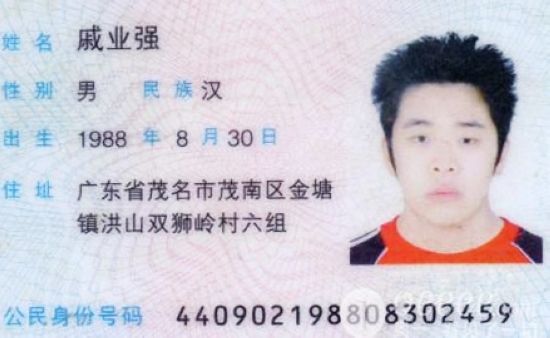 姓名 戚业强
性别 男 民族 汉
出生 1988 年 8 月 30 日
住址 广东省茂名市茂南区金塘
镇洪山双狮岭村六组
公民身份号码 440902198808302459